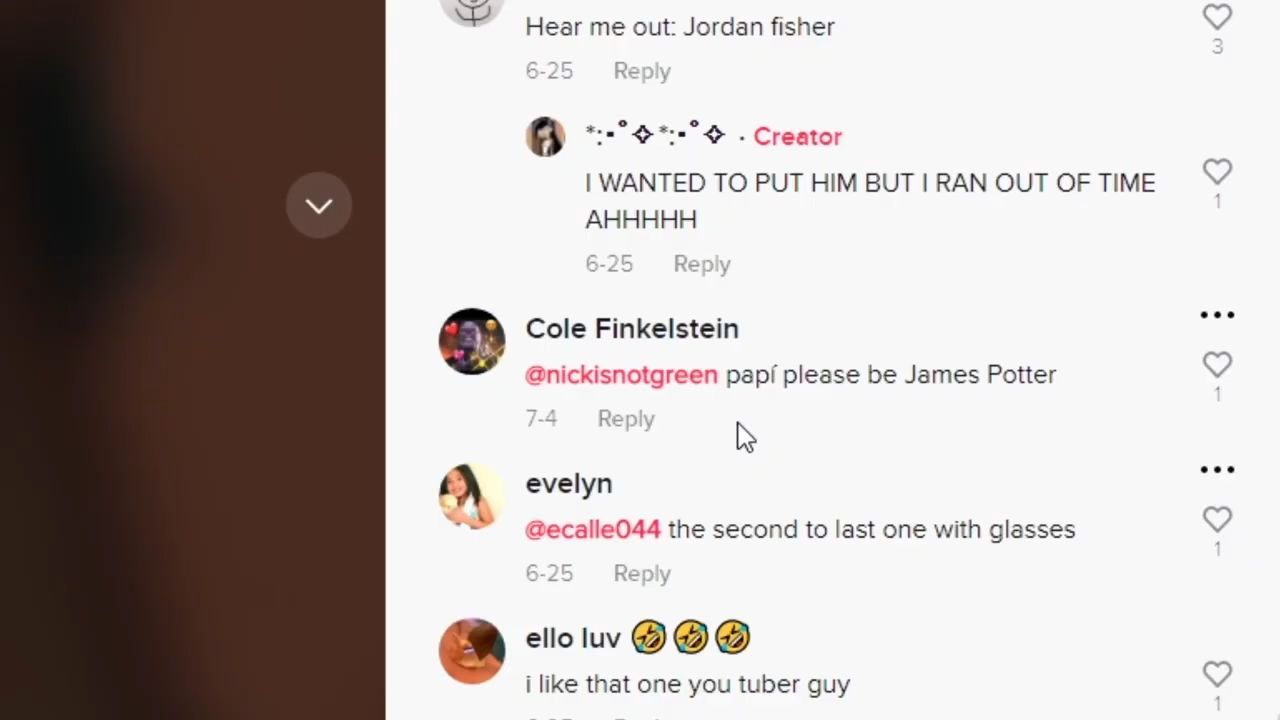 Hear me out: Jordan fisher
3
6-25 Reply
*:･ﾟ✧*:･ﾟ✧ · Creator
I WANTED TO PUT HIM BUT I RAN OUT OF TIME
AHHHHH
1
6-25 Reply
Cole Finkelstein
@nickisnotgreen papí please be James Potter
1
7-4 Reply
evelyn
@ecalle044 the second to last one with glasses
1
6-25 Reply
ello luv 🤣🤣🤣
i like that one you tuber guy
1